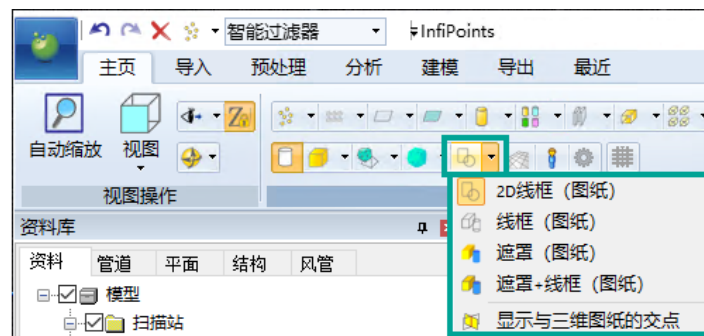 智能过滤器
InfiPoints
主页 导入 预处理 分析 建模 导出 最近
自动缩放 视图
视图操作
2D线框 (图纸)
线框 (图纸)
遮罩 (图纸)
遮罩+线框 (图纸)
显示与三维图纸的交点
资料库
资料 管道 平面 结构 风管
模型
扫描站